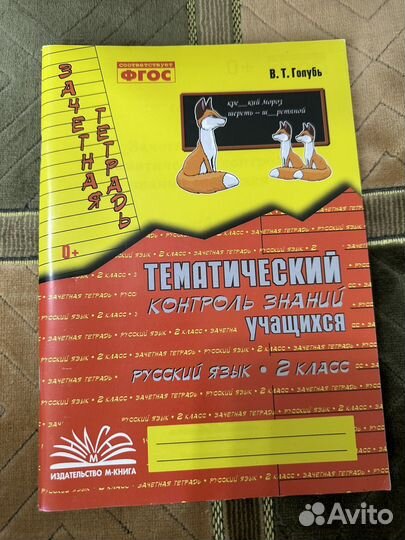 СООТВЕТСТВУЕТ
ФГОС
В. Т. Голубь
ЗАЧЕТНАЯ
ТЕТРАДЬ
кре__кий мороз
шерсть – ш__рстяной
0+
ТЕМАТИЧЕСКИЙ
КОНТРОЛЬ ЗНАНИЙ
УЧАЩИХСЯ
РУССКИЙ ЯЗЫК • 2 КЛАСС
М
ИЗДАТЕЛЬСТВО М-КНИГА
Avito